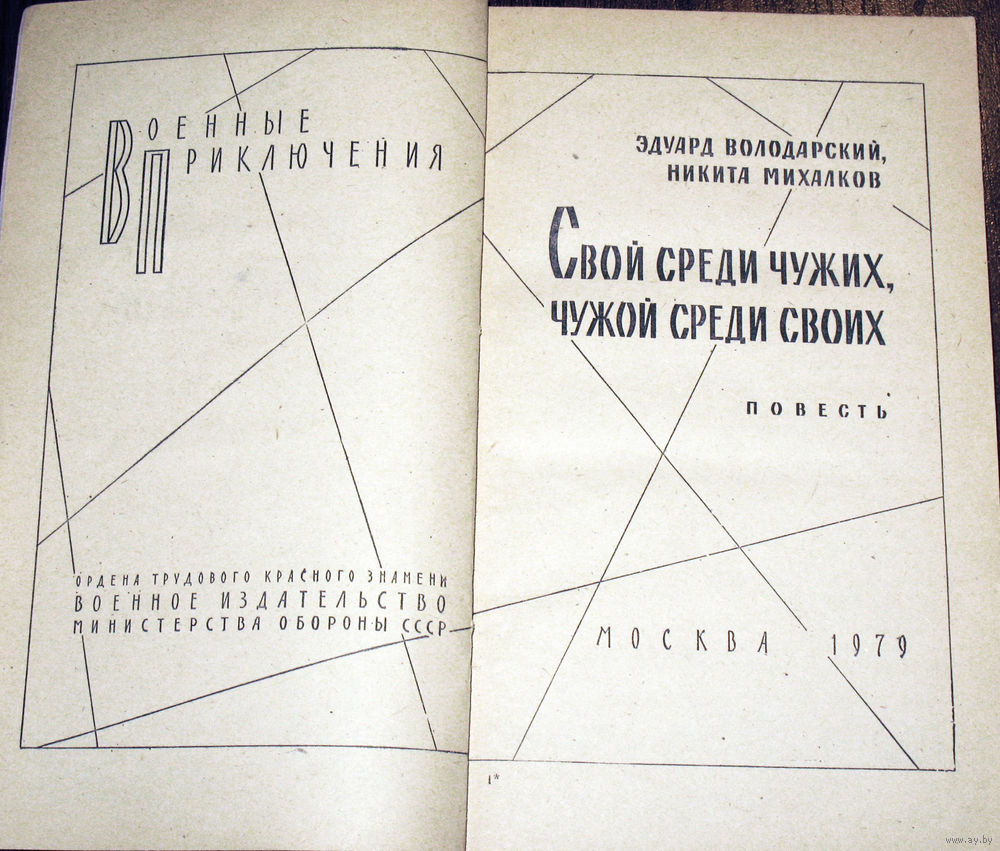 ВОЕННЫЕ
ПРИКЛЮЧЕНИЯ
ОРДЕНА ТРУДОВОГО КРАСНОГО ЗНАМЕНИ
ВОЕННОЕ ИЗДАТЕЛЬСТВО
МИНИСТЕРСТВА ОБОРОНЫ СССР
ЭДУАРД ВОЛОДАРСКИЙ,
НИКИТА МИХАЛКОВ
СВОЙ СРЕДИ ЧУЖИХ,
ЧУЖОЙ СРЕДИ СВОИХ
ПОВЕСТЬ
МОСКВА 1979
1*
www.ay.by